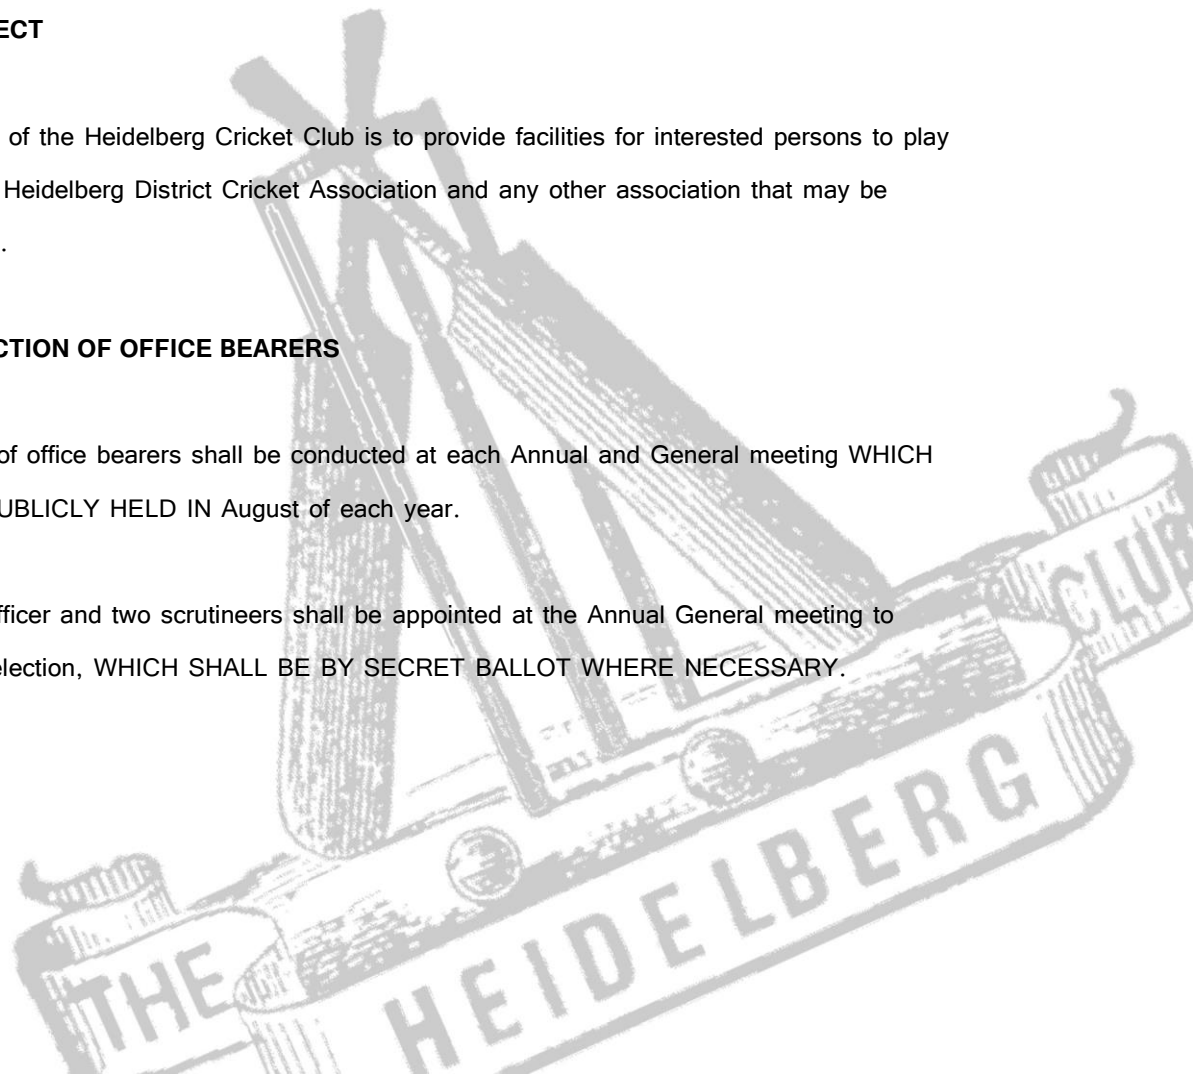 ECT
of the Heidelberg Cricket Club is to provide facilities for interested persons to play
Heidelberg District Cricket Association and any other association that may be
.
CTION OF OFFICE BEARERS
of office bearers shall be conducted at each Annual and General meeting WHICH
UBLICLY HELD IN August of each year.
fficer and two scrutineers shall be appointed at the Annual General meeting to
election, WHICH SHALL BE BY SECRET BALLOT WHERE NECESSARY.
THE HEIDELBERG CLUB